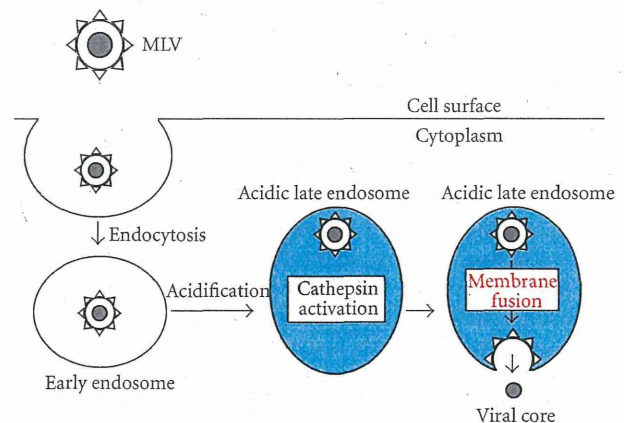 MLV
Cell surface
Cytoplasm
Endocytosis
Early endosome
Acidification
Acidic late endosome
Cathepsin
activation
Acidic late endosome
Membrane
fusion
Viral core